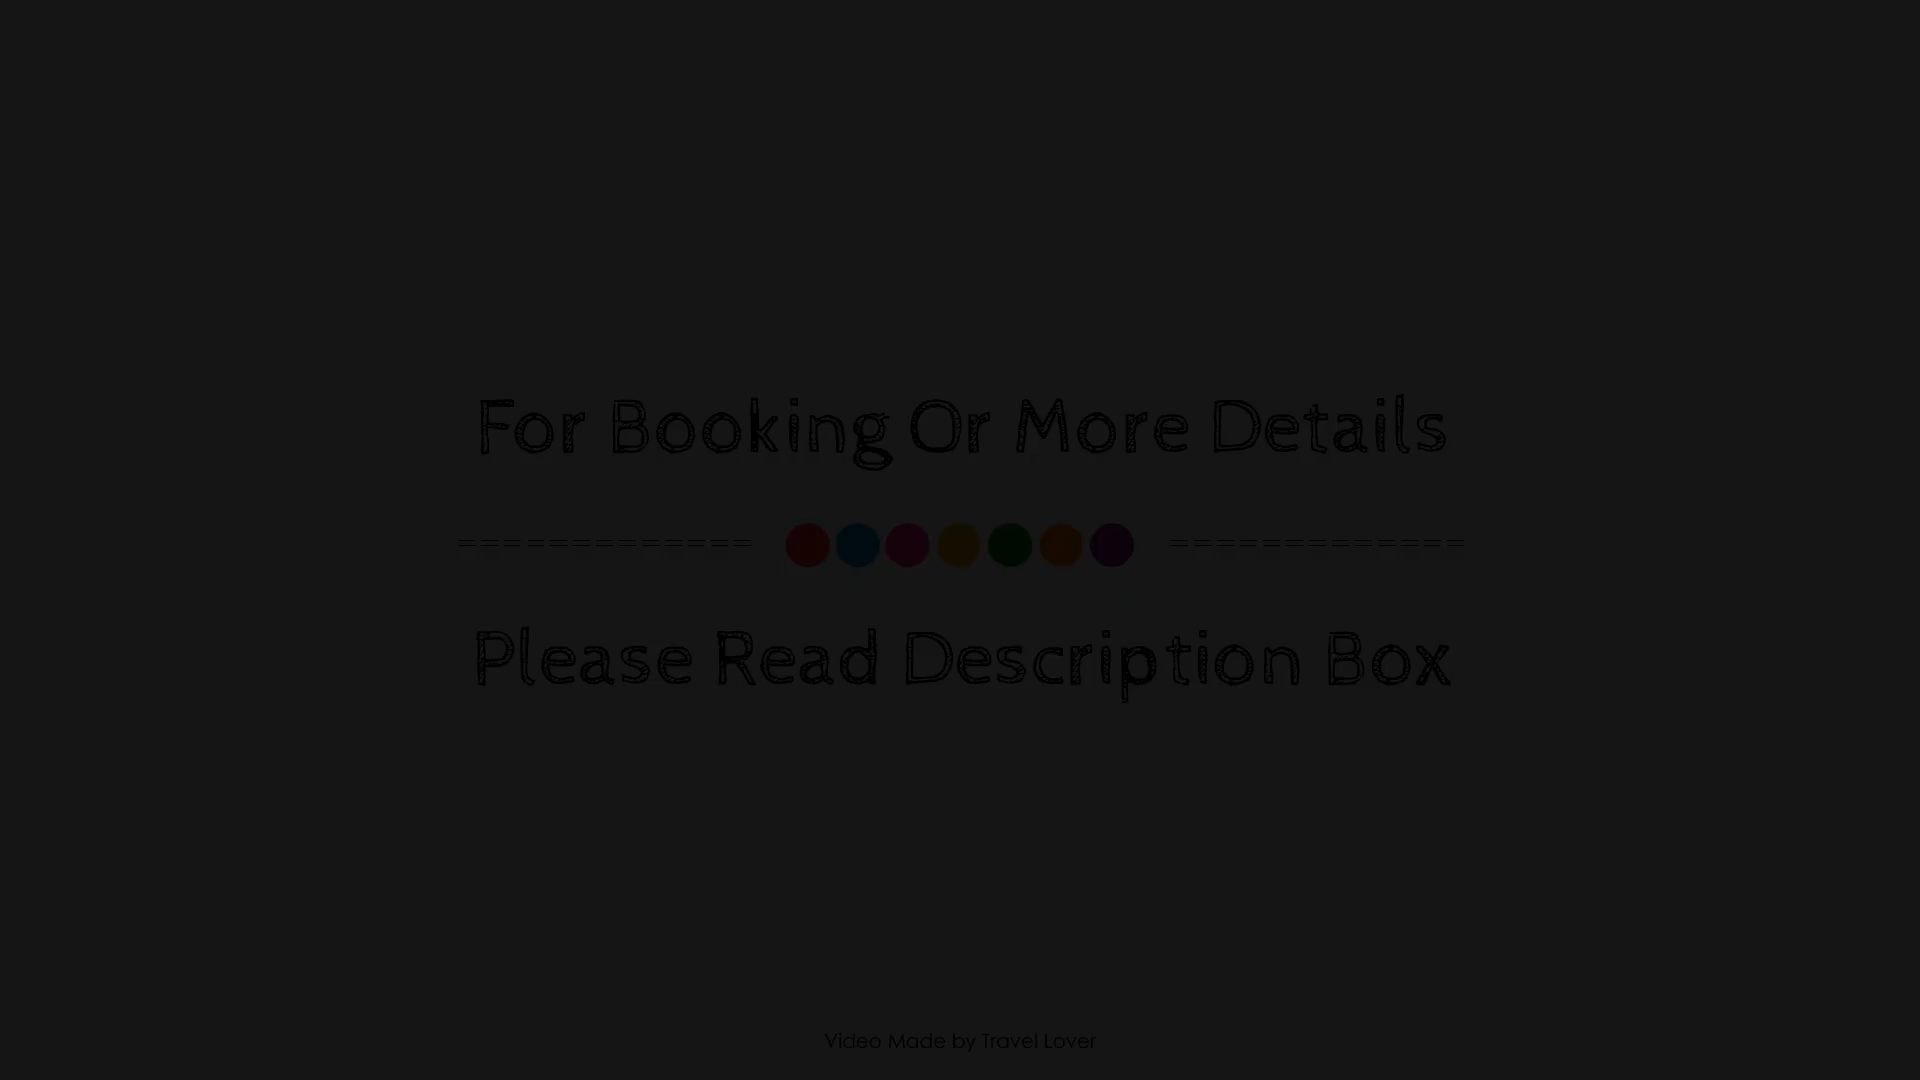 For Booking Or More Details
============= =============
Please Read Description Box
Video Made by Travel Lover